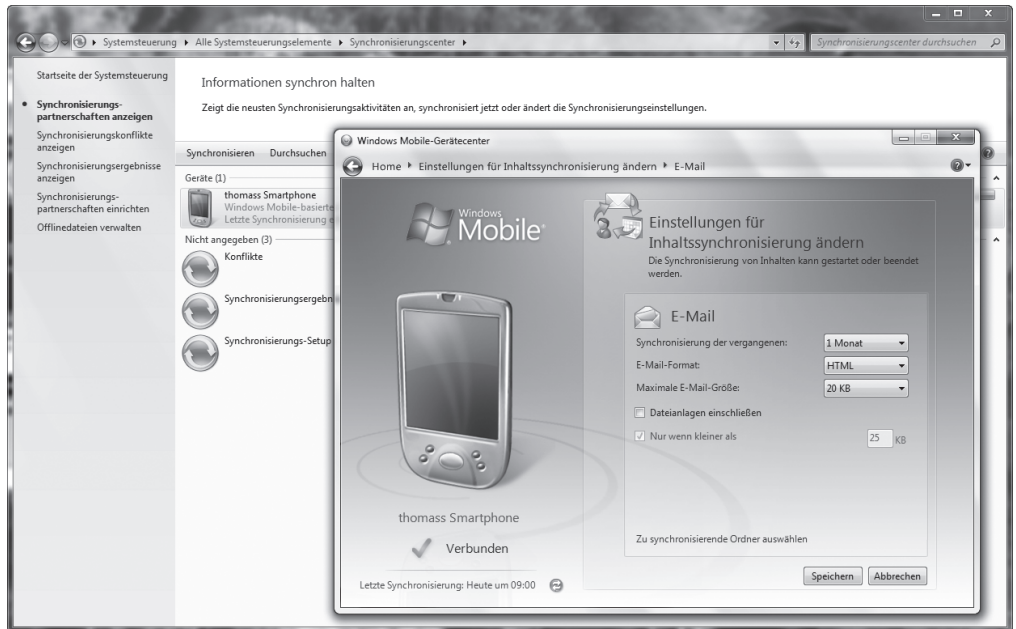 Systemsteuerung ▸ Alle Systemsteuerungselemente ▸ Synchronisierungscenter ▸
Synchronisierungscenter durchsuchen
Startseite der Systemsteuerung
Synchronisierungs-
partnerschaften anzeigen
Synchronisierungskonflikte
anzeigen
Synchronisierungsergebnisse
anzeigen
Synchronisierungs-
partnerschaften einrichten
Offlinedateien verwalten
Informationen synchron halten
Zeigt die neusten Synchronisierungsaktivitäten an, synchronisiert jetzt oder ändert die Synchronisierungseinstellungen.
Synchronisieren Durchsuchen
Geräte (1)
thomass Smartphone
Windows Mobile-basierte
Letzte Synchronisierung e
Nicht angegeben (3)
Konflikte
Synchronisierungsergebn
Synchronisierungs-Setup
Windows Mobile-Gerätecenter
Home ▸ Einstellungen für Inhaltssynchronisierung ändern ▸ E-Mail
Windows
Mobile
thomass Smartphone
Verbunden
Letzte Synchronisierung: Heute um 09:00
Einstellungen für
Inhaltssynchronisierung ändern
Die Synchronisierung von Inhalten kann gestartet oder beendet
werden.
E-Mail
Synchronisierung der vergangenen: 1 Monat
E-Mail-Format: HTML
Maximale E-Mail-Größe: 20 KB
Dateianlagen einschließen
Nur wenn kleiner als 25 KB
Zu synchronisierende Ordner auswählen
Speichern Abbrechen